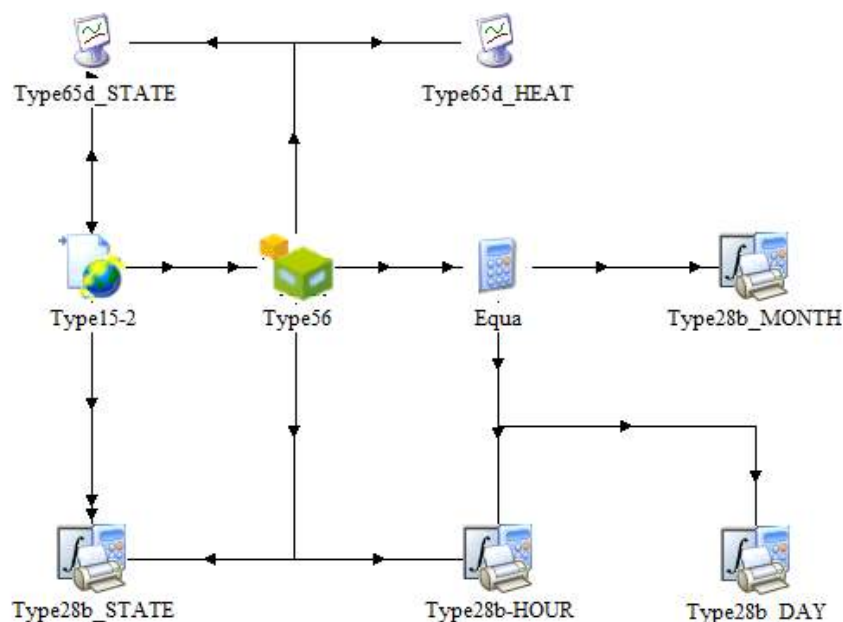 Type65d_STATE
Type65d_HEAT
Type15-2
Type56
Equa
Type28b_MONTH
Type28b_STATE
Type28b-HOUR
Type28b_DAY